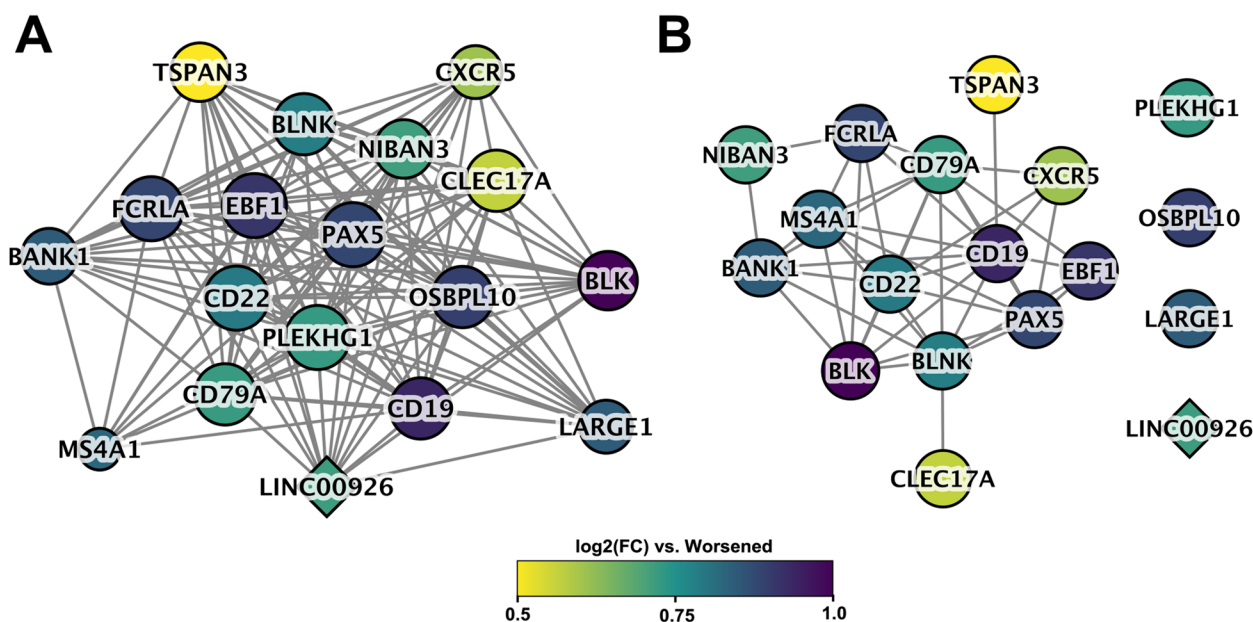 A
TSPAN3
CXCR5
BLNK
NIBAN3
CLEC17A
FCRLA
EBF1
PAX5
BANK1
BLK
CD22
OSBPL10
PLEKHG1
CD79A
CD19
LARGE1
MS4A1
LINC00926
B
TSPAN3
PLEKHG1
FCRLA
NIBAN3
CD79A
CXCR5
MS4A1
OSBPL10
CD19
BANK1
EBF1
CD22
PAX5
LARGE1
BLNK
BLK
LINC00926
CLEC17A
log2(FC) vs. Worsened
0.5
0.75
1.0